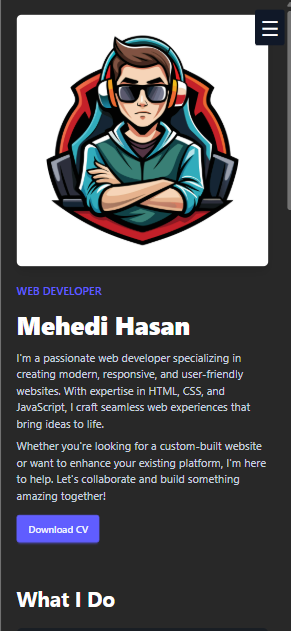 WEB DEVELOPER
Mehedi Hasan
I'm a passionate web developer specializing in
creating modern, responsive, and user-friendly
websites. With expertise in HTML, CSS, and
JavaScript, I craft seamless web experiences that
bring ideas to life.
Whether you're looking for a custom-built website
or want to enhance your existing platform, I'm here
to help. Let's collaborate and build something
amazing together!
Download CV
What I Do